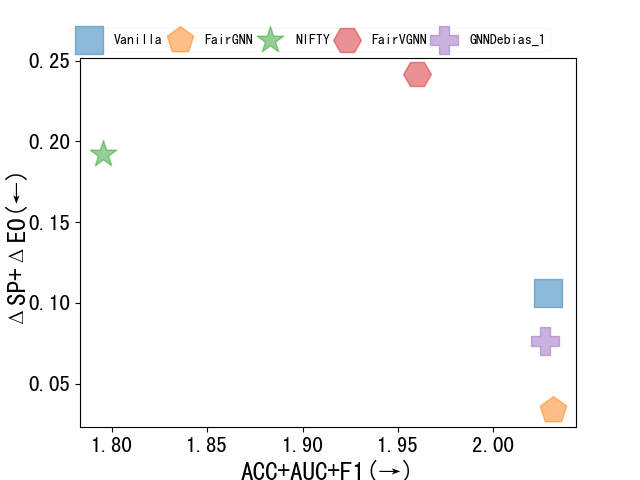 Vanilla FairGNN NIFTY FairVGNN GNNDebias_1
0.25
0.20
0.15
0.10
0.05
ΔSP+ΔEO(←)
1.80 1.85 1.90 1.95 2.00
ACC+AUC+F1(→)